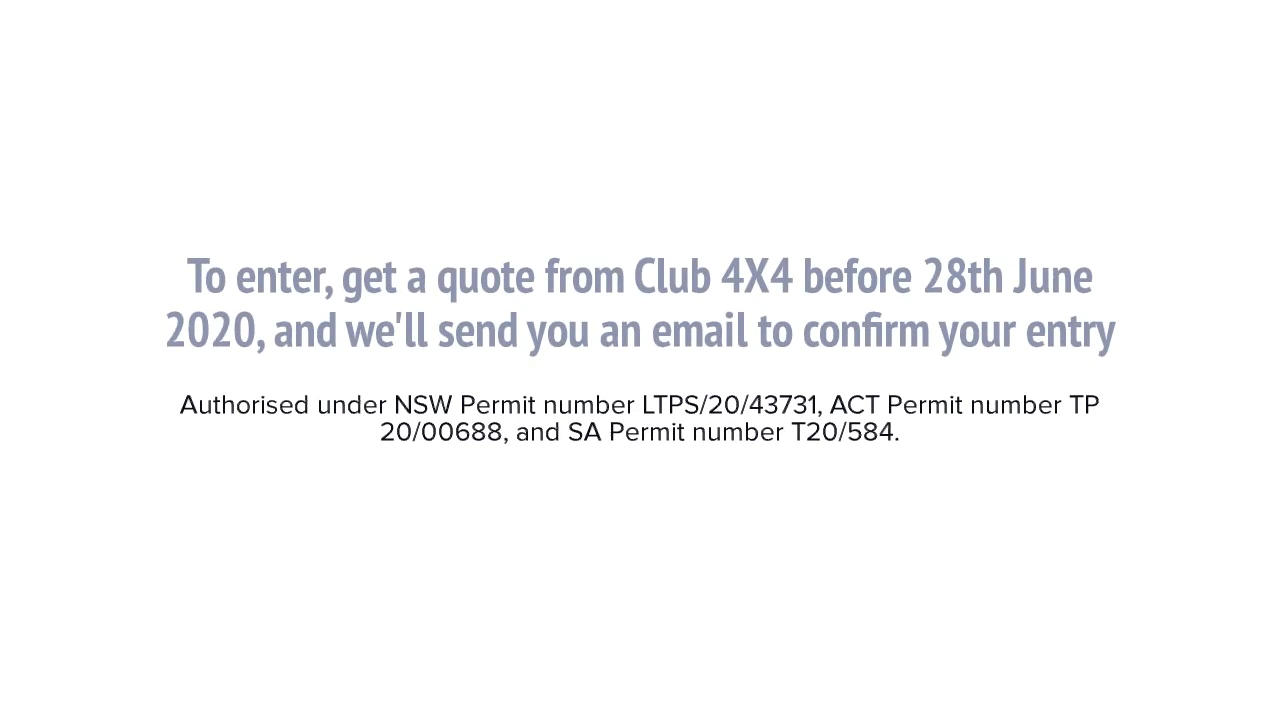 To enter, get a quote from Club 4X4 before 28th June
2020, and we'll send you an email to confirm your entry
Authorised under NSW Permit number LTPS/20/43731, ACT Permit number TP
20/00688, and SA Permit number T20/584.